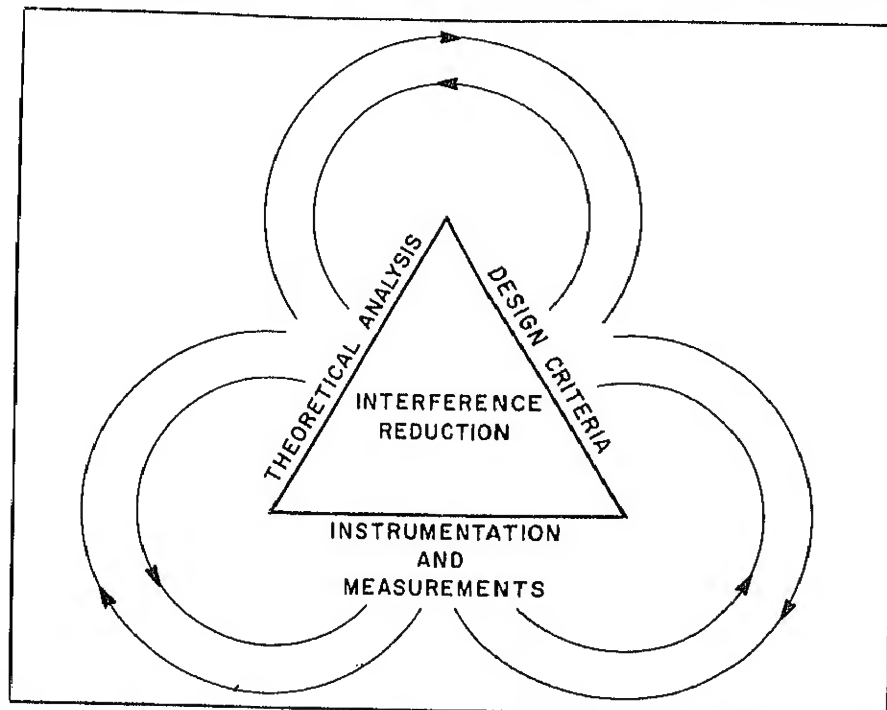 THEORETICAL ANALYSIS
DESIGN CRITERIA
INTERFERENCE
REDUCTION
INSTRUMENTATION
AND
MEASUREMENTS